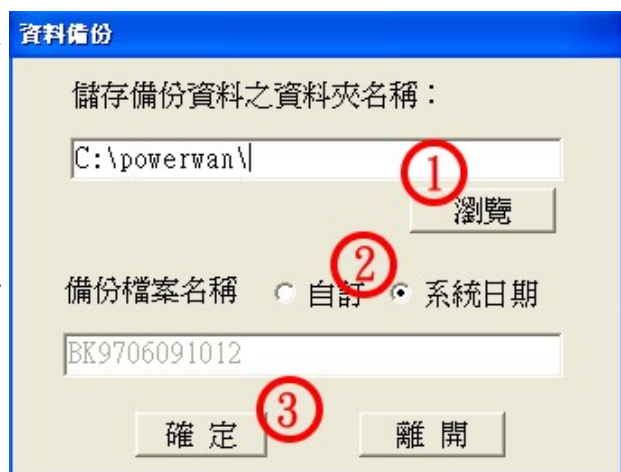 資料備份
儲存備份資料之資料夾名稱：
C:\powerwan\
1
瀏覽
2
備份檔案名稱 自訂 系統日期
BK9706091012
3
確定 離開